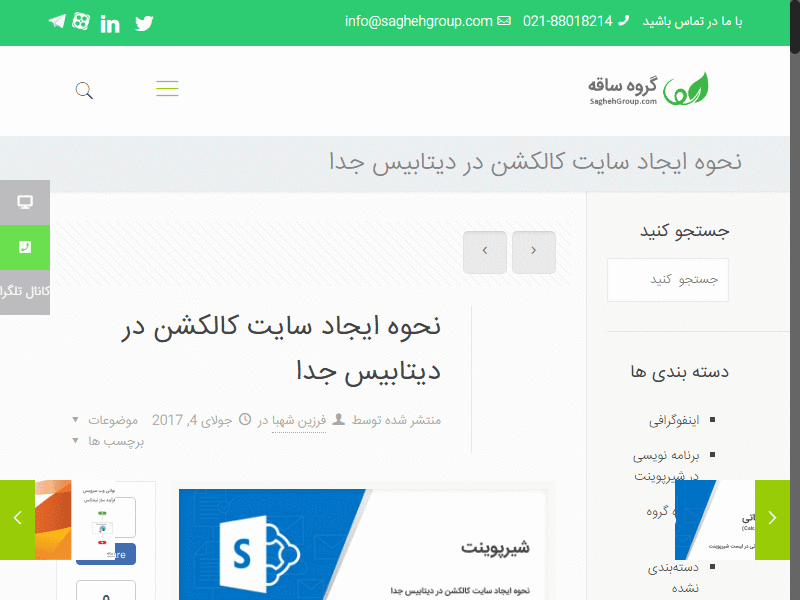 با ما در تماس باشید 021-88018214 info@saghehgroup.com
گروه ساقه
SaghehGroup.com
نحوه ایجاد سایت کالکشن در دیتابیس جدا
جستجو کنید
جستجو کنید
دسته بندی ها
اینفوگرافی
برنامه نویسی
در شیرپوینت
گروه
دسته‌بندی
نشده
کانال تلگرا
نحوه ایجاد سایت کالکشن در
دیتابیس جدا
منتشر شده توسط فرزین شهبا در جولای 4, 2017 موضوعات
برچسب ها
شیرپوینت
نحوه ایجاد سایت کالکشن در دیتابیس جدا
S
are